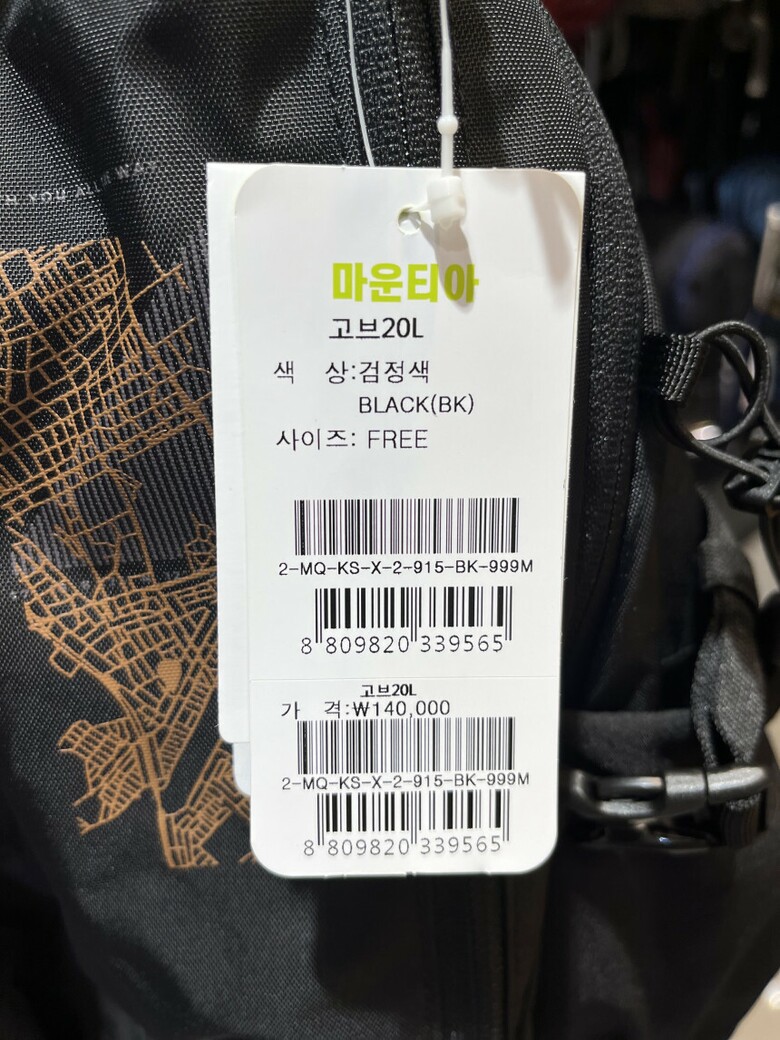 YOU
마운티아
고브20L
색 상:검정색
BLACK(BK)
사이즈: FREE
2-MQ-KS-X-2-915-BK-999M
8 809820 339565
고브20L
가 격:₩140,000
2-MQ-KS-X-2-915-BK-999M
8 809820 339565